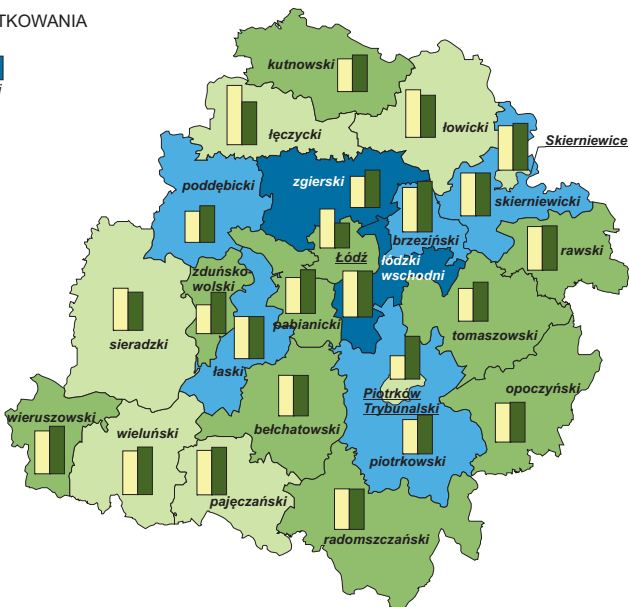 TKOWANIA
i
kutnowski
łęczycki
łowicki
Skierniewice
poddębicki
zgierski
skierniewicki
brzeziński
rawski
Łódź
łódzki
wschodni
zduńsko-
wolski
pabianicki
tomaszowski
sieradzki
łaski
Piotrków
Trybunalski
opoczyński
wieruszowski
wieluński
bełchatowski
piotrkowski
pajęczański
radomszczański